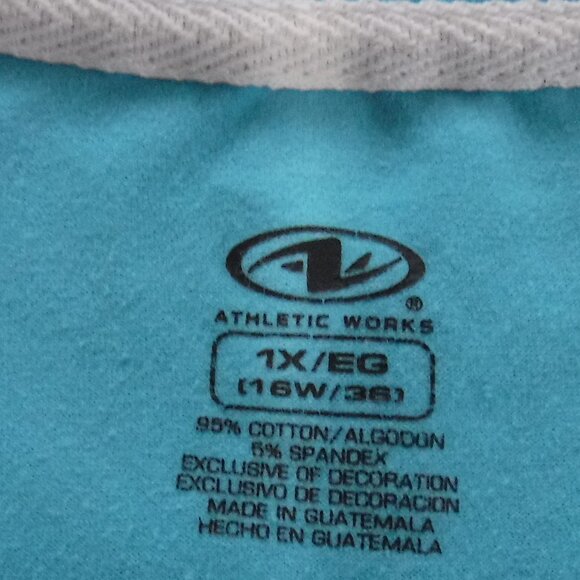 AW
®
ATHLETIC WORKS
1X/EG
(16W/36)
95% COTTON/ALGODON
5% SPANDEX
EXCLUSIVE OF DECORATION
EXCLUSIVO DE DECORACION
MADE IN GUATEMALA
HECHO EN GUATEMALA